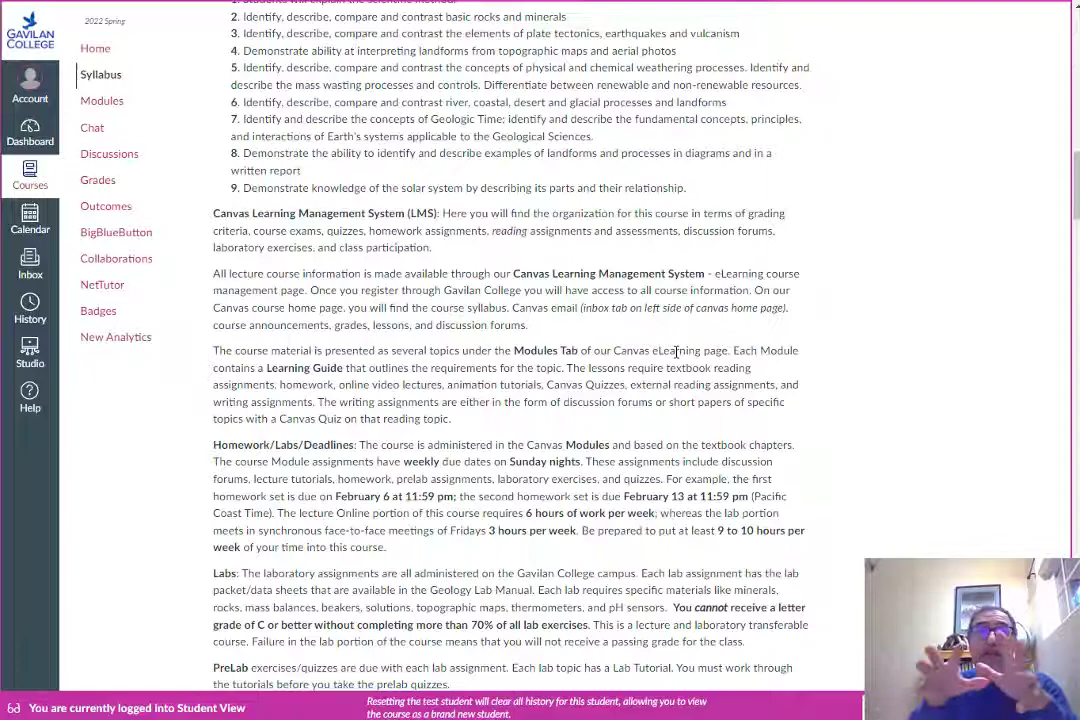 GAVILAN
COLLEGE
Account
Dashboard
Courses
Calendar
Inbox
History
Studio
Help
2022 Spring
Home
Syllabus
Modules
Chat
Discussions
Grades
Outcomes
BigBlueButton
Collaborations
NetTutor
Badges
New Analytics
2. Identify, describe, compare and contrast basic rocks and minerals
3. Identify, describe, compare and contrast the elements of plate tectonics, earthquakes and vulcanism
4. Demonstrate ability at interpreting landforms from topographic maps and aerial photos
5. Identify, describe, compare and contrast the concepts of physical and chemical weathering processes. Identify and
describe the mass wasting processes and controls. Differentiate between renewable and non-renewable resources.
6. Identify, describe, compare and contrast river, coastal, desert and glacial processes and landforms
7. Identify and describe the concepts of Geologic Time; identify and describe the fundamental concepts, principles,
and interactions of Earth's systems applicable to the Geological Sciences.
8. Demonstrate the ability to identify and describe examples of landforms and processes in diagrams and in a
written report
9. Demonstrate knowledge of the solar system by describing its parts and their relationship.
Canvas Learning Management System (LMS): Here you will find the organization for this course in terms of grading
criteria, course exams, quizzes, homework assignments, reading assignments and assessments, discussion forums,
laboratory exercises, and class participation.
All lecture course information is made available through our Canvas Learning Management System - eLearning course
management page. Once you register through Gavilan College you will have access to all course information. On our
Canvas course home page, you will find the course syllabus. Canvas email (inbox tab on left side of canvas home page),
course announcements, grades, lessons, and discussion forums.
The course material is presented as several topics under the Modules Tab of our Canvas eLearning page. Each Module
contains a Learning Guide that outlines the requirements for the topic. The lessons require textbook reading
assignments, homework, online video lectures, animation tutorials, Canvas Quizzes, external reading assignments, and
writing assignments. The writing assignments are either in the form of discussion forums or short papers of specific
topics with a Canvas Quiz on that reading topic.
Homework/Labs/Deadlines: The course is administered in the Canvas Modules and based on the textbook chapters.
The course Module assignments have weekly due dates on Sunday nights. These assignments include discussion
forums, lecture tutorials, homework, prelab assignments, laboratory exercises, and quizzes. For example, the first
homework set is due on February 6 at 11:59 pm; the second homework set is due February 13 at 11:59 pm (Pacific
Coast Time). The lecture Online portion of this course requires 6 hours of work per week; whereas the lab portion
meets in synchronous face-to-face meetings of Fridays 3 hours per week. Be prepared to put at least 9 to 10 hours per
week of your time into this course.
Labs: The laboratory assignments are all administered on the Gavilan College campus. Each lab assignment has the lab
packet/data sheets that are available in the Geology Lab Manual. Each lab requires specific materials like minerals,
rocks, mass balances, beakers, solutions, topographic maps, thermometers, and pH sensors. You cannot receive a letter
grade of C or better without completing more than 70% of all lab exercises. This is a lecture and laboratory transferable
course. Failure in the lab portion of the course means that you will not receive a passing grade for the class.
PreLab exercises/quizzes are due with each lab assignment. Each lab topic has a Lab Tutorial. You must work through
the tutorials before you take the prelab quizzes.
You are currently logged into Student View
Resetting the test student will clear all history for this student, allowing you to view
the course as a brand new student.